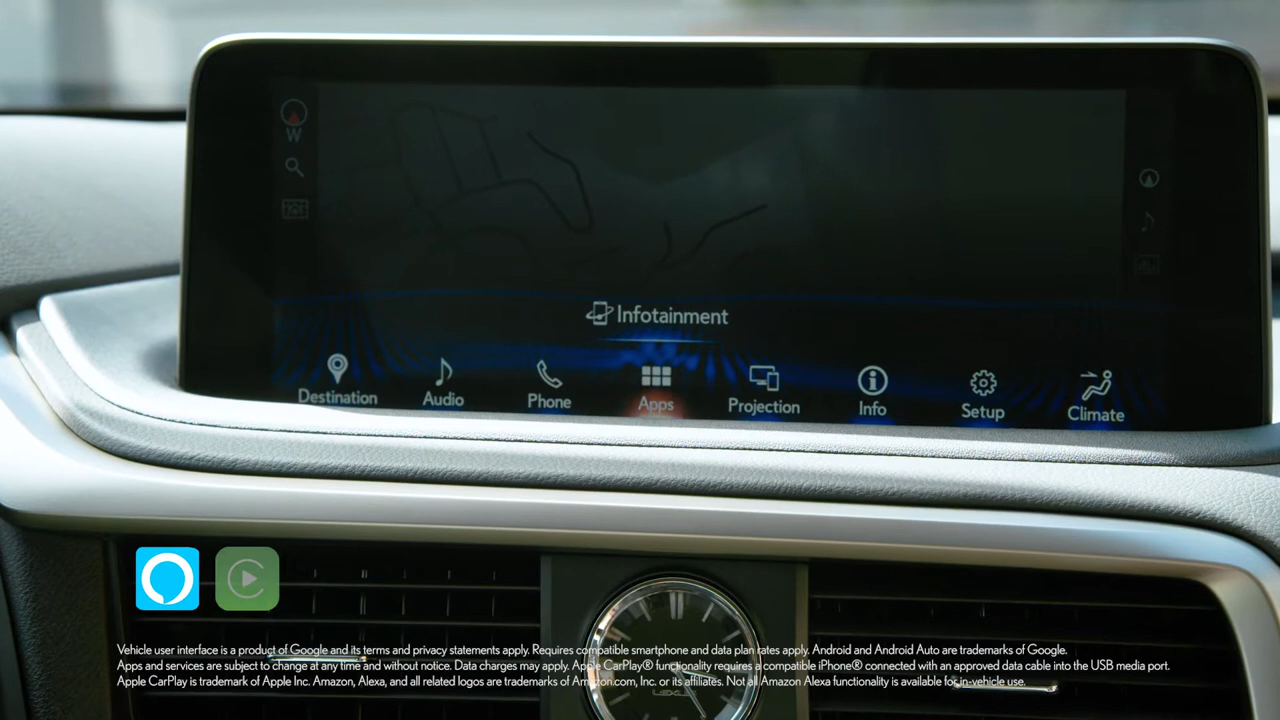 W
Infotainment
Destination Audio Phone Apps Projection Info Setup Climate
Vehicle user interface is a product of Google and its terms and privacy statements apply. Requires compatible smartphone and data plan rates apply. Android and Android Auto are trademarks of Google.
Apps and services are subject to change at any time and without notice. Data charges may apply. Apple CarPlay® functionality requires a compatible iPhone® connected with an approved data cable into the USB media port.
Apple CarPlay is trademark of Apple Inc. Amazon, Alexa, and all related logos are trademarks of Amazon.com, Inc. or its affiliates. Not all Amazon Alexa functionality is available for in-vehicle use.
LEXUS